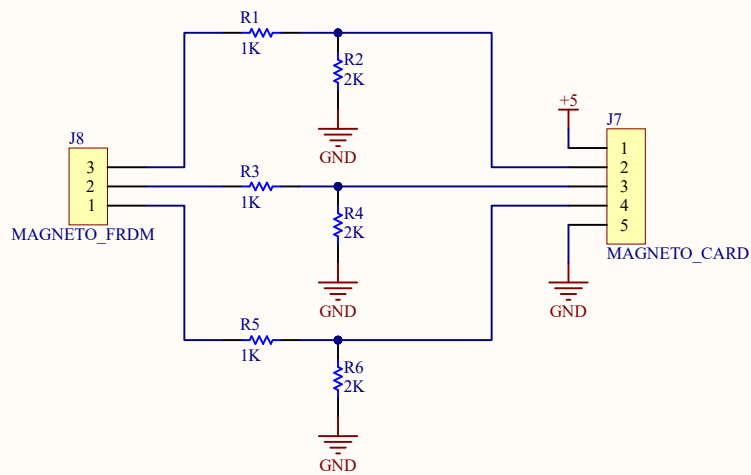 R1
1K
R2
2K
GND
+5
J7
1
2
3
4
5
MAGNETO_CARD
GND
J8
3
2
1
MAGNETO_FRDM
R3
1K
R4
2K
GND
R5
1K
R6
2K
GND